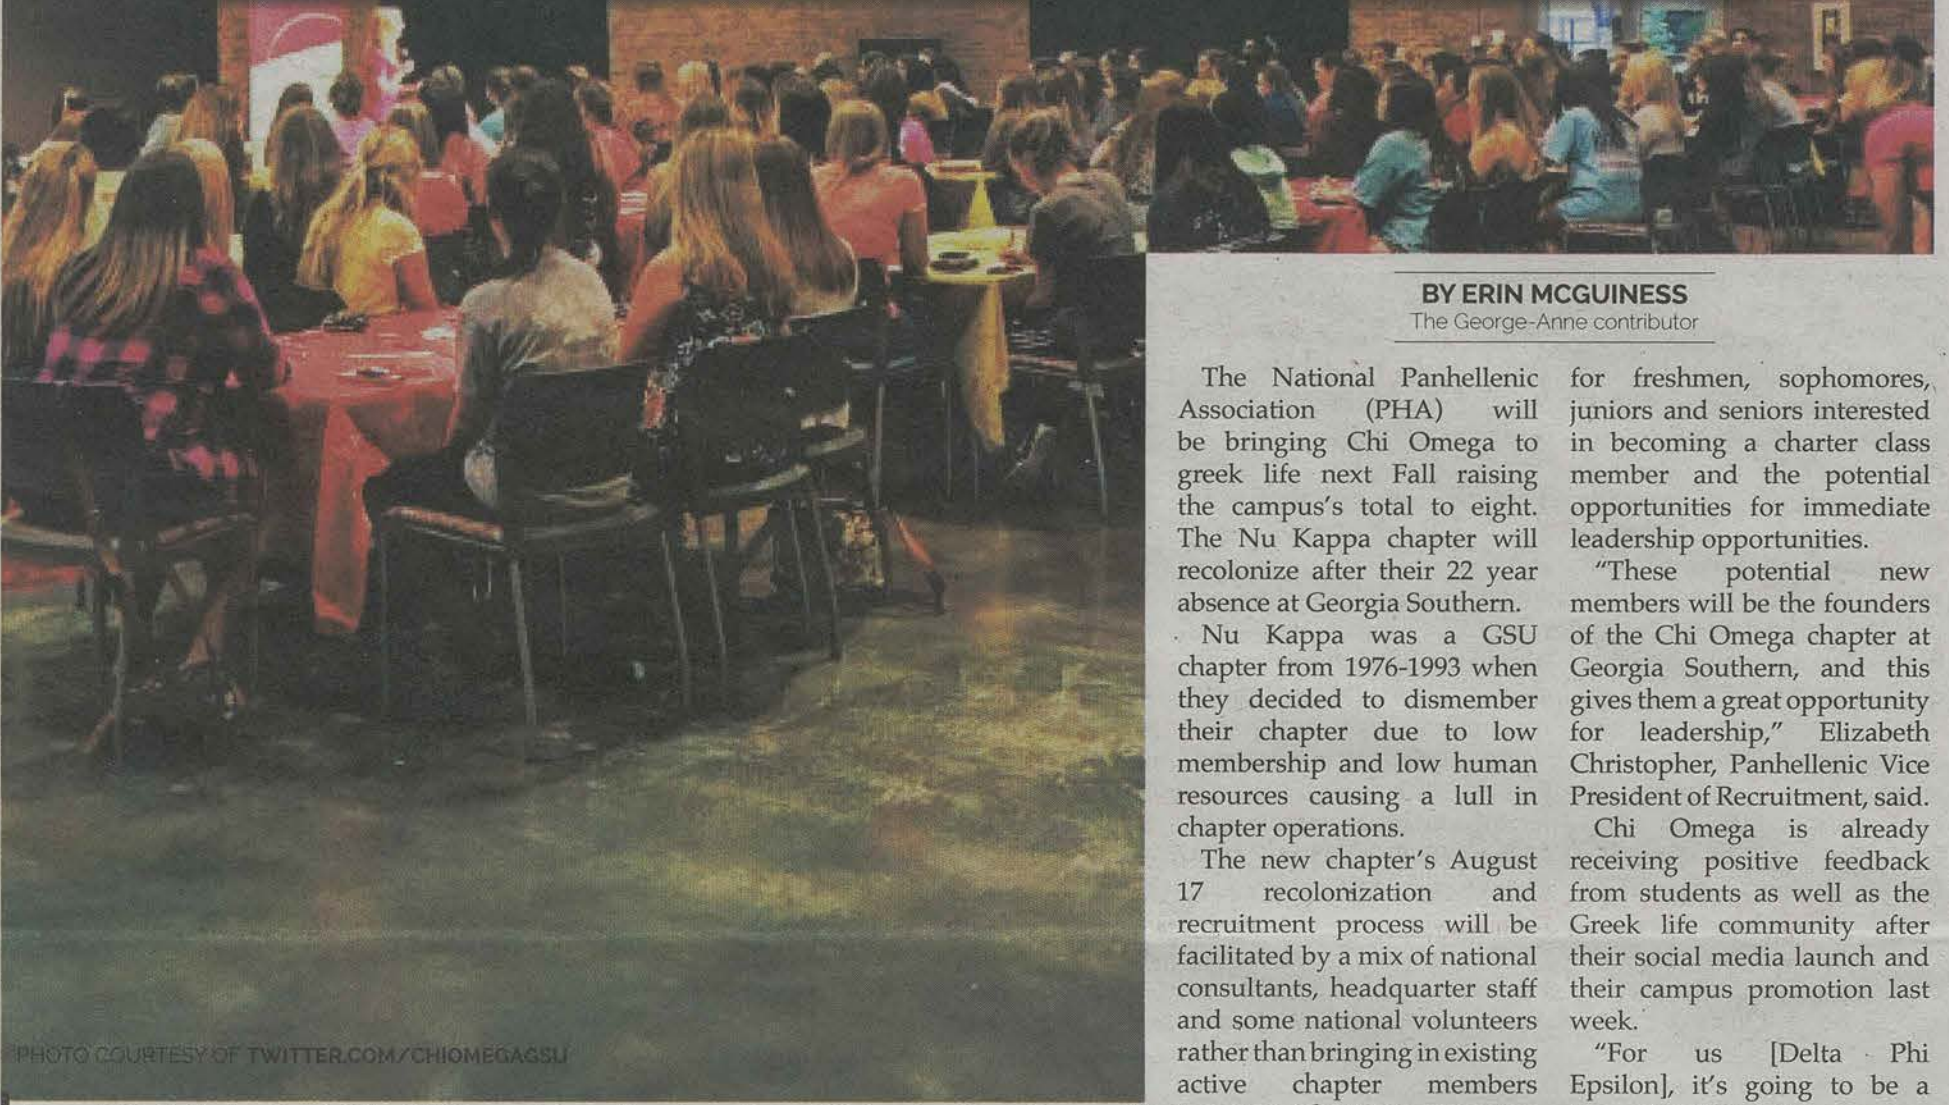 BY ERIN MCGUINESS
The George-Anne contributor
The National Panhellenic
Association (PHA) will
be bringing Chi Omega to
greek life next Fall raising
the campus's total to eight.
The Nu Kappa chapter will
recolonize after their 22 year
absence at Georgia Southern.
Nu Kappa was a GSU
chapter from 1976-1993 when
they decided to dismember
their chapter due to low
membership and low human
resources causing a lull in
chapter operations.
The new chapter's August
17 recolonization and
recruitment process will be
facilitated by a mix of national
consultants, headquarter staff
and some national volunteers
rather than bringing in existing
active chapter members
for freshmen, sophomores,
juniors and seniors interested
in becoming a charter class
member and the potential
opportunities for immediate
leadership opportunities.
"These potential new
members will be the founders
of the Chi Omega chapter at
Georgia Southern, and this
gives them a great opportunity
for leadership," Elizabeth
Christopher, Panhellenic Vice
President of Recruitment, said.
Chi Omega is already
receiving positive feedback
from students as well as the
Greek life community after
their social media launch and
their campus promotion last
week.
"For us [Delta Phi
Epsilon], it's going to be a
PHOTO COURTESY OF TWITTER.COM/CHIOMEGAGSU